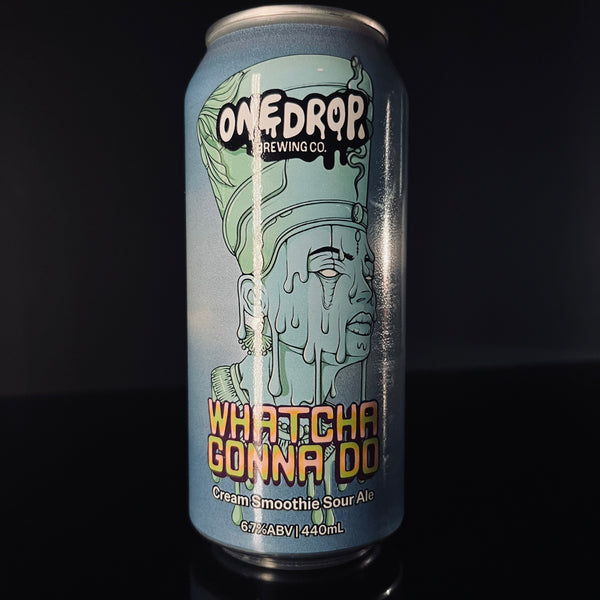 ONEDROP.
BREWING CO.
WHATCHA
GONNA DO
Cream Smoothie Sour Ale
6.7%ABV | 440mL